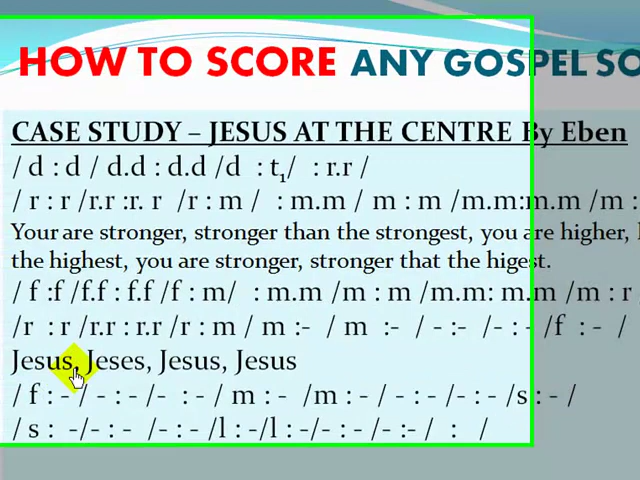 HOW TO SCORE ANY GOSPEL SO
CASE STUDY – JESUS AT THE CENTRE By Eben
/ d : d / d.d : d.d /d : t₁/ : r.r /
/ r : r /r.r :r. r /r : m / : m.m / m : m /m.m:m.m /m :
Your are stronger, stronger than the strongest, you are higher,
the highest, you are stronger, stronger that the higest.
/ f :f /f.f : f.f /f : m/ : m.m /m : m /m.m: m.m /m : r
/r : r /r.r : r.r /r : m / m :- / m :- / - :- /- : - /f : - /
Jesus, Jeses, Jesus, Jesus
/ f : - / - : - /- : - / m : - /m : - / - : - /- : - /s : - /
/ s : -/- : - /- : - /l : -/l : -/- : - /- :- / : /